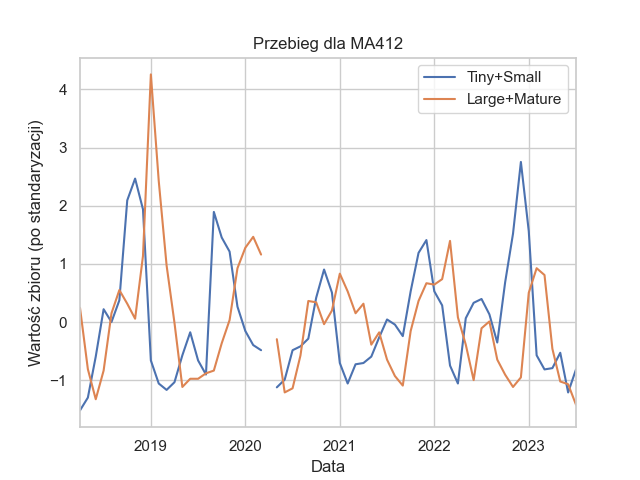 Przebieg dla MA412
Tiny+Small
Large+Mature
Wartość zbioru (po standaryzacji)
4
3
2
1
0
−1
2019
2020
2021
2022
2023
Data